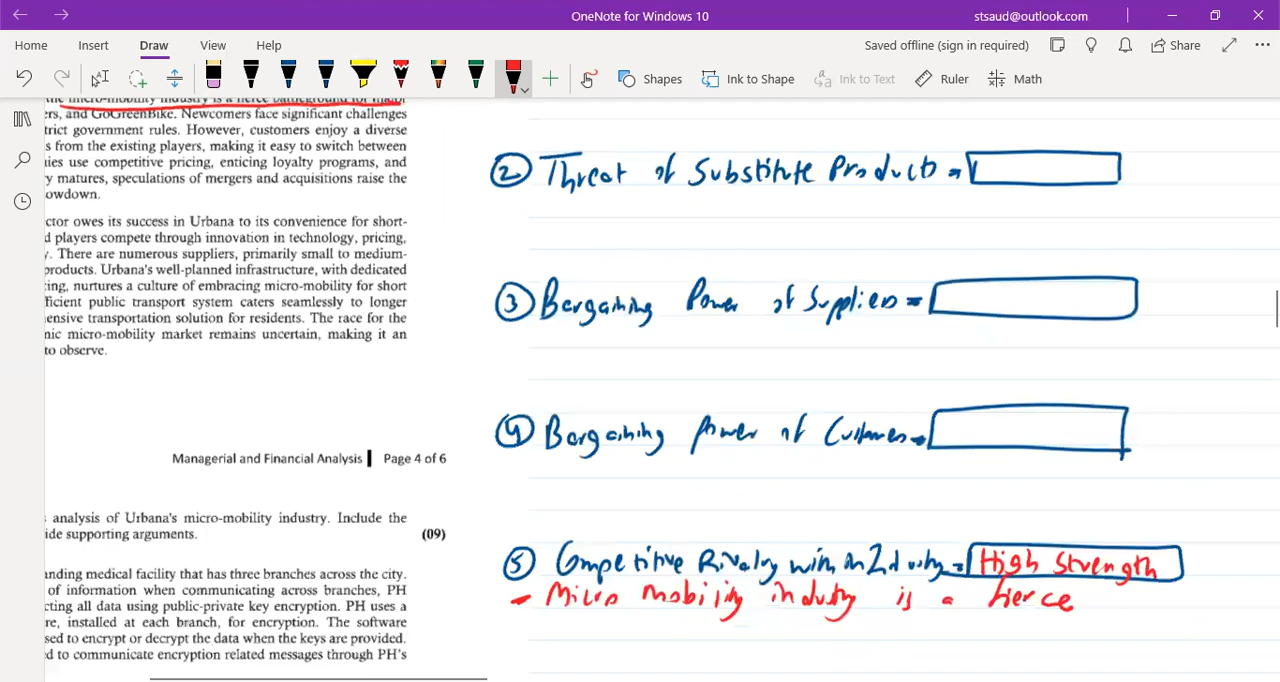 OneNote for Windows 10
stsaud@outlook.com
Home Insert Draw View Help
Saved offline (sign in required) Share
Shapes Ink to Shape Ink to Text Ruler Math
the micro-mobility industry is a fierce battleground for major
ers, and GoGreenBike. Newcomers face significant challenges
trict government rules. However, customers enjoy a diverse
s from the existing players, making it easy to switch between
nies use competitive pricing, enticing loyalty programs, and
ry matures, speculations of mergers and acquisitions raise the
owdown.
ctor owes its success in Urbana to its convenience for short-
d players compete through innovation in technology, pricing,
y. There are numerous suppliers, primarily small to medium-
products. Urbana's well-planned infrastructure, with dedicated
ing, nurtures a culture of embracing micro-mobility for short
fficient public transport system caters seamlessly to longer
ensive transportation solution for residents. The race for the
nic micro-mobility market remains uncertain, making it an
to observe.
Managerial and Financial Analysis Page 4 of 6
s analysis of Urbana's micro-mobility industry. Include the
ide supporting arguments. (09)
anding medical facility that has three branches across the city.
of information when communicating across branches, PH
cting all data using public-private key encryption. PH uses a
re, installed at each branch, for encryption. The software
sed to encrypt or decrypt the data when the keys are provided.
d to communicate encryption related messages through PH's
2 Threat of Substitute Products =
3 Bargaining Power of Suppliers =
4 Bargaining Power of Customers =
5 Competitive Rivalry within Industry = High Strength
- Micro mobility industry is a fierce